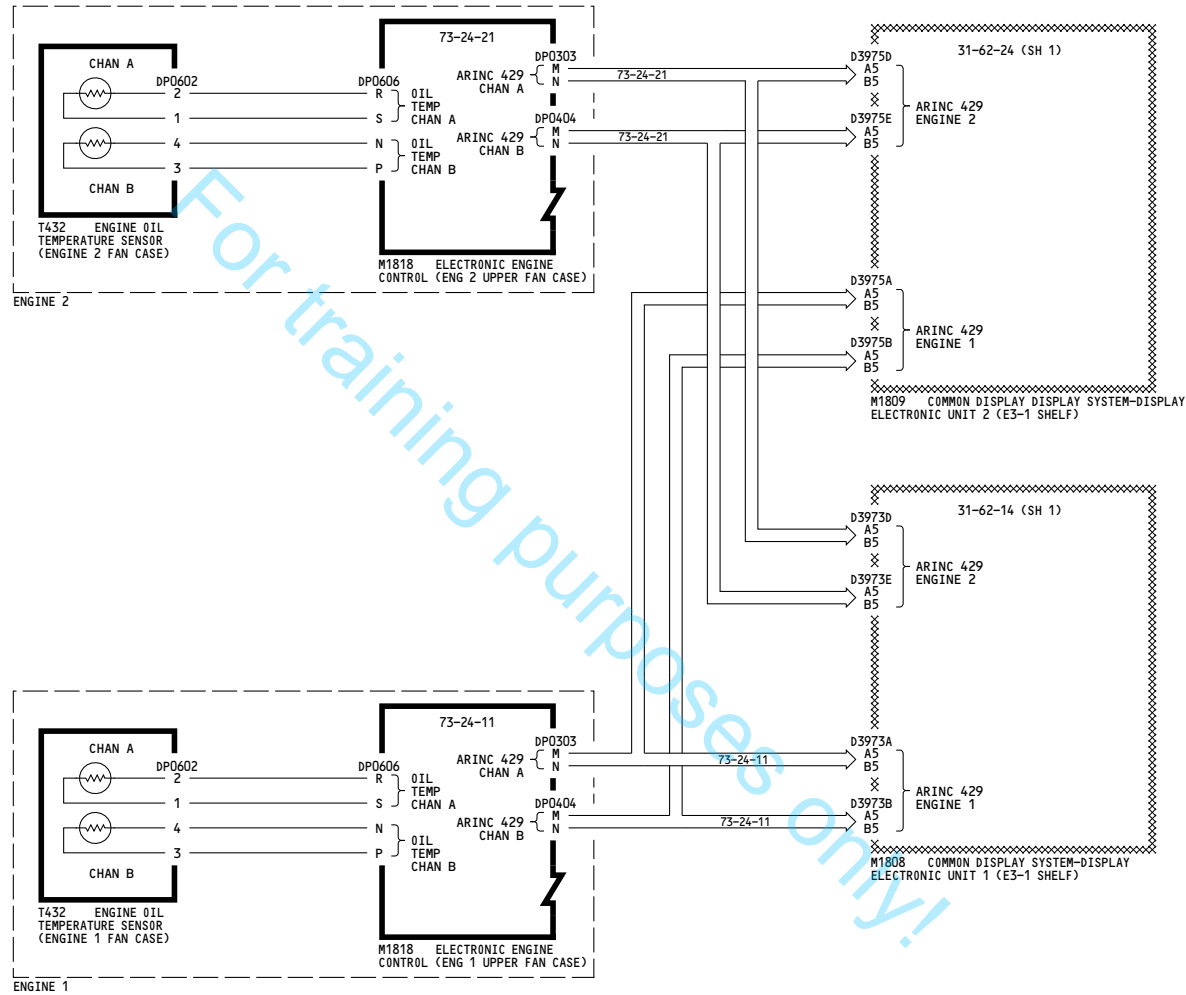 CHAN A
DP0602
2
1
4
3
CHAN B
T432 ENGINE OIL
TEMPERATURE SENSOR
(ENGINE 2 FAN CASE)
73-24-21
DP0606
R
S
N
P
OIL
TEMP
CHAN A
OIL
TEMP
CHAN B
ARINC 429
CHAN A
DP0303
M
N
ARINC 429
CHAN B
DP0404
M
N
M1818 ELECTRONIC ENGINE
CONTROL (ENG 2 UPPER FAN CASE)
ENGINE 2
73-24-21
73-24-21
31-62-24 (SH 1)
D3975D
A5
B5
D3975E
A5
B5
ARINC 429
ENGINE 2
D3975A
A5
B5
D3975B
A5
B5
ARINC 429
ENGINE 1
M1809 COMMON DISPLAY DISPLAY SYSTEM-DISPLAY
ELECTRONIC UNIT 2 (E3-1 SHELF)
31-62-14 (SH 1)
D3973D
A5
B5
D3973E
A5
B5
ARINC 429
ENGINE 2
D3973A
A5
B5
D3973B
A5
B5
ARINC 429
ENGINE 1
M1808 COMMON DISPLAY SYSTEM-DISPLAY
ELECTRONIC UNIT 1 (E3-1 SHELF)
CHAN A
DP0602
2
1
4
3
CHAN B
T432 ENGINE OIL
TEMPERATURE SENSOR
(ENGINE 1 FAN CASE)
73-24-11
DP0606
R
S
N
P
OIL
TEMP
CHAN A
OIL
TEMP
CHAN B
ARINC 429
CHAN A
DP0303
M
N
ARINC 429
CHAN B
DP0404
M
N
M1818 ELECTRONIC ENGINE
CONTROL (ENG 1 UPPER FAN CASE)
ENGINE 1
73-24-11
73-24-11
For training purposes only!